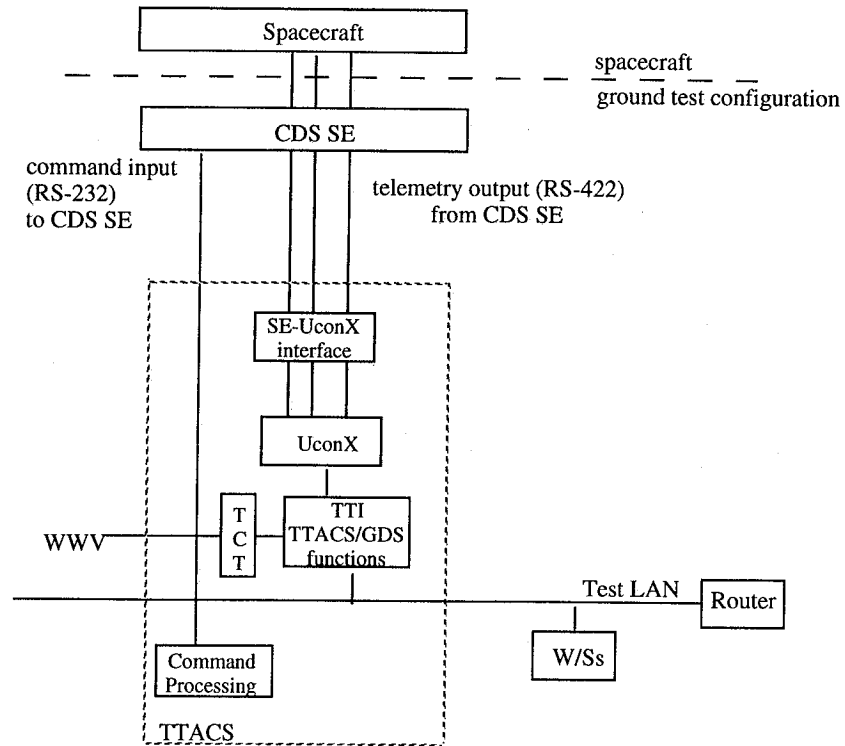 Spacecraft
spacecraft
ground test configuration
CDS SE
command input
(RS-232)
to CDS SE
telemetry output (RS-422)
from CDS SE
SE-UconX
interface
UconX
T
C
T
TTI
TTACS/GDS
functions
WWV
Test LAN
Router
W/Ss
Command
Processing
TTACS